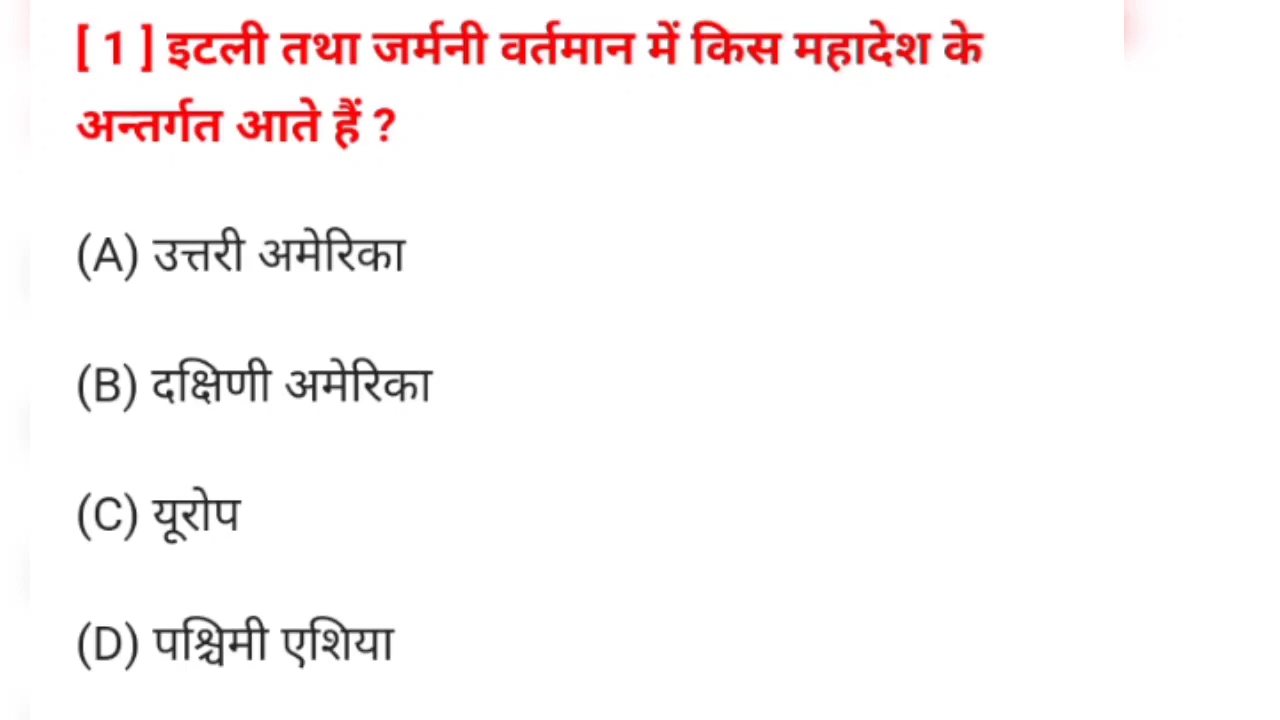 [ 1 ] इटली तथा जर्मनी वर्तमान में किस महादेश के
अन्तर्गत आते हैं ?
(A) उत्तरी अमेरिका
(B) दक्षिणी अमेरिका
(C) यूरोप
(D) पश्चिमी एशिया